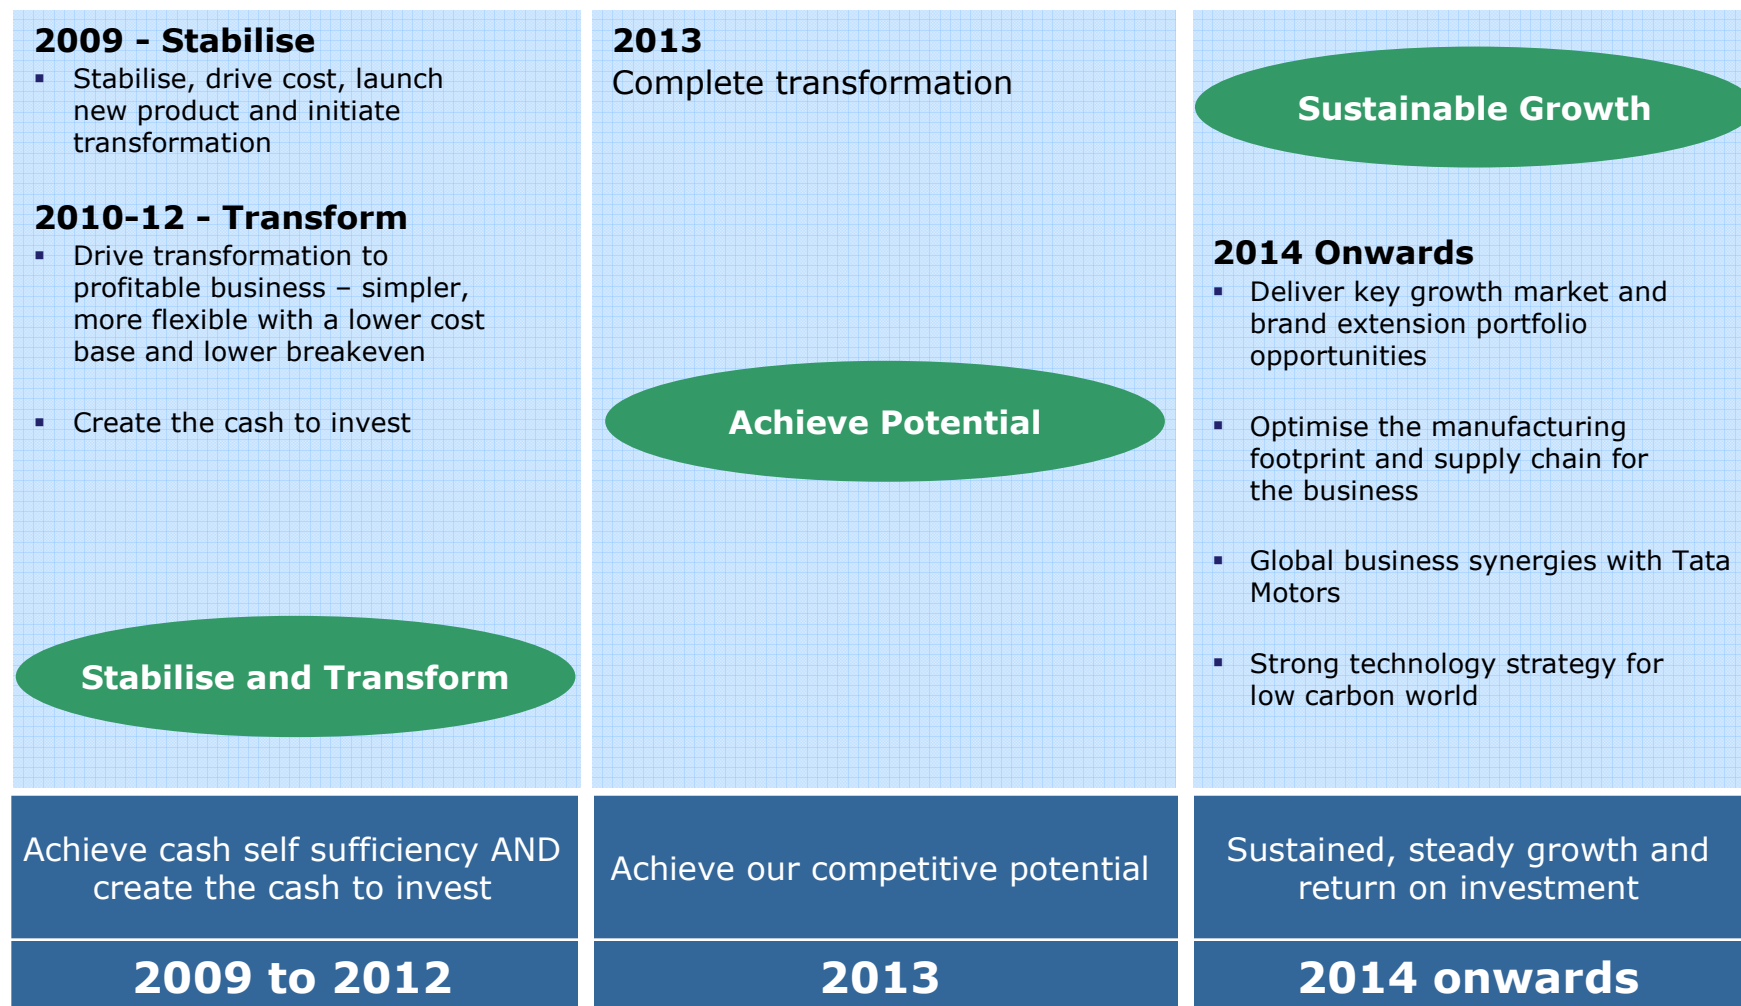 2009 - Stabilise
▪ Stabilise, drive cost, launch
new product and initiate
transformation
2010-12 - Transform
▪ Drive transformation to
profitable business – simpler,
more flexible with a lower cost
base and lower breakeven
▪ Create the cash to invest
Stabilise and Transform
Achieve cash self sufficiency AND
create the cash to invest
2009 to 2012
2013
Complete transformation
Achieve Potential
Achieve our competitive potential
2013
Sustainable Growth
2014 Onwards
▪ Deliver key growth market and
brand extension portfolio
opportunities
▪ Optimise the manufacturing
footprint and supply chain for
the business
▪ Global business synergies with Tata
Motors
▪ Strong technology strategy for
low carbon world
Sustained, steady growth and
return on investment
2014 onwards